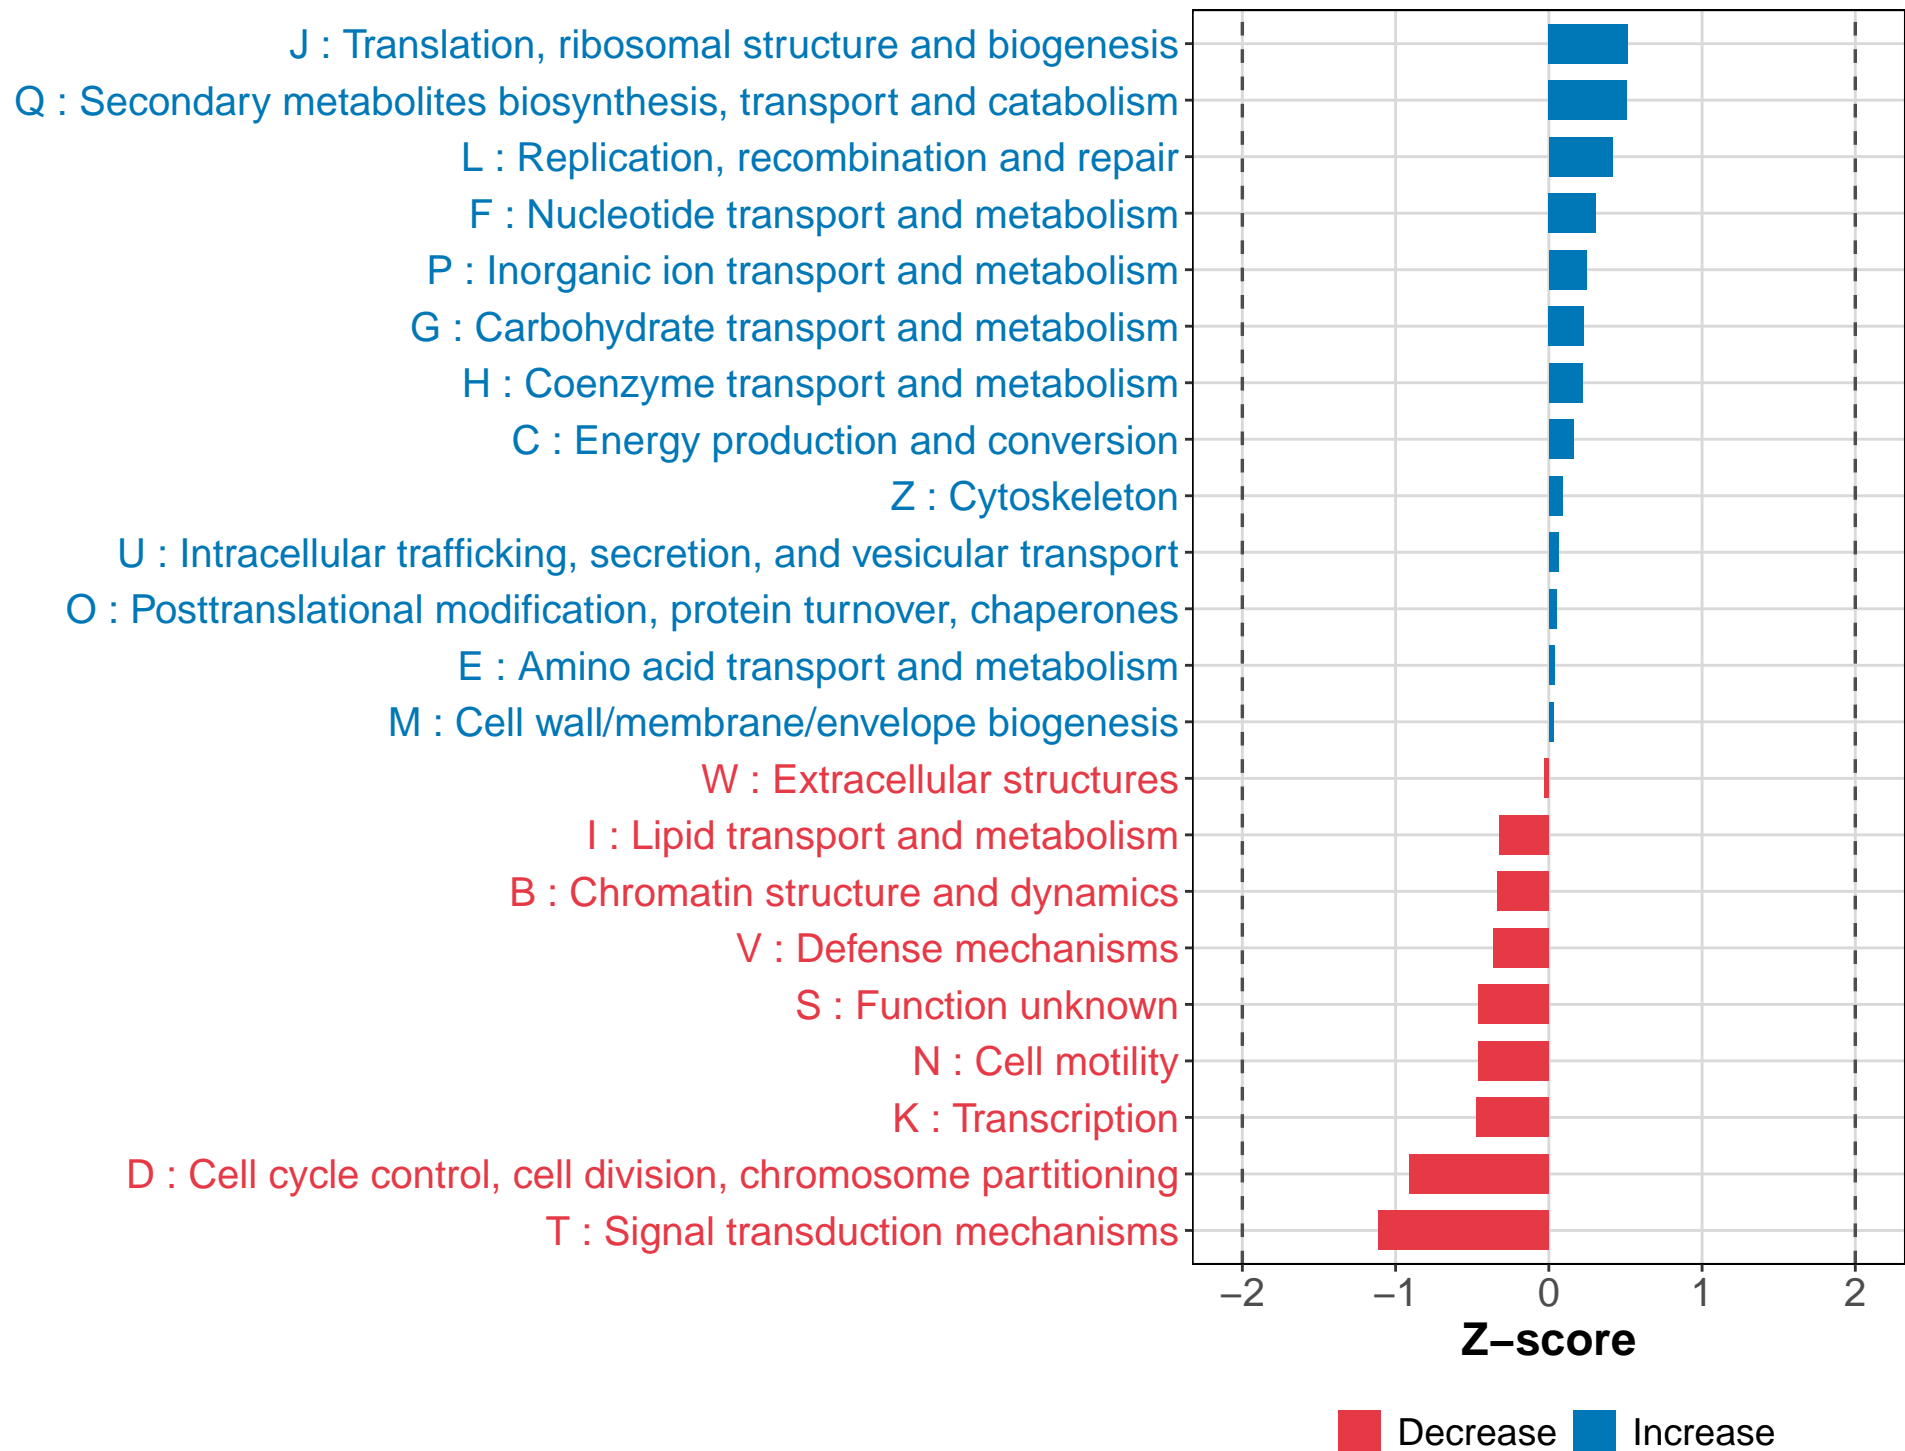 J : Translation, ribosomal structure and biogenesis
Q : Secondary metabolites biosynthesis, transport and catabolism
L : Replication, recombination and repair
F : Nucleotide transport and metabolism
P : Inorganic ion transport and metabolism
G : Carbohydrate transport and metabolism
H : Coenzyme transport and metabolism
C : Energy production and conversion
Z : Cytoskeleton
U : Intracellular trafficking, secretion, and vesicular transport
O : Posttranslational modification, protein turnover, chaperones
E : Amino acid transport and metabolism
M : Cell wall/membrane/envelope biogenesis
W : Extracellular structures
I : Lipid transport and metabolism
B : Chromatin structure and dynamics
V : Defense mechanisms
S : Function unknown
N : Cell motility
K : Transcription
D : Cell cycle control, cell division, chromosome partitioning
T : Signal transduction mechanisms
−2 −1 0 1 2
Z−score
Decrease Increase